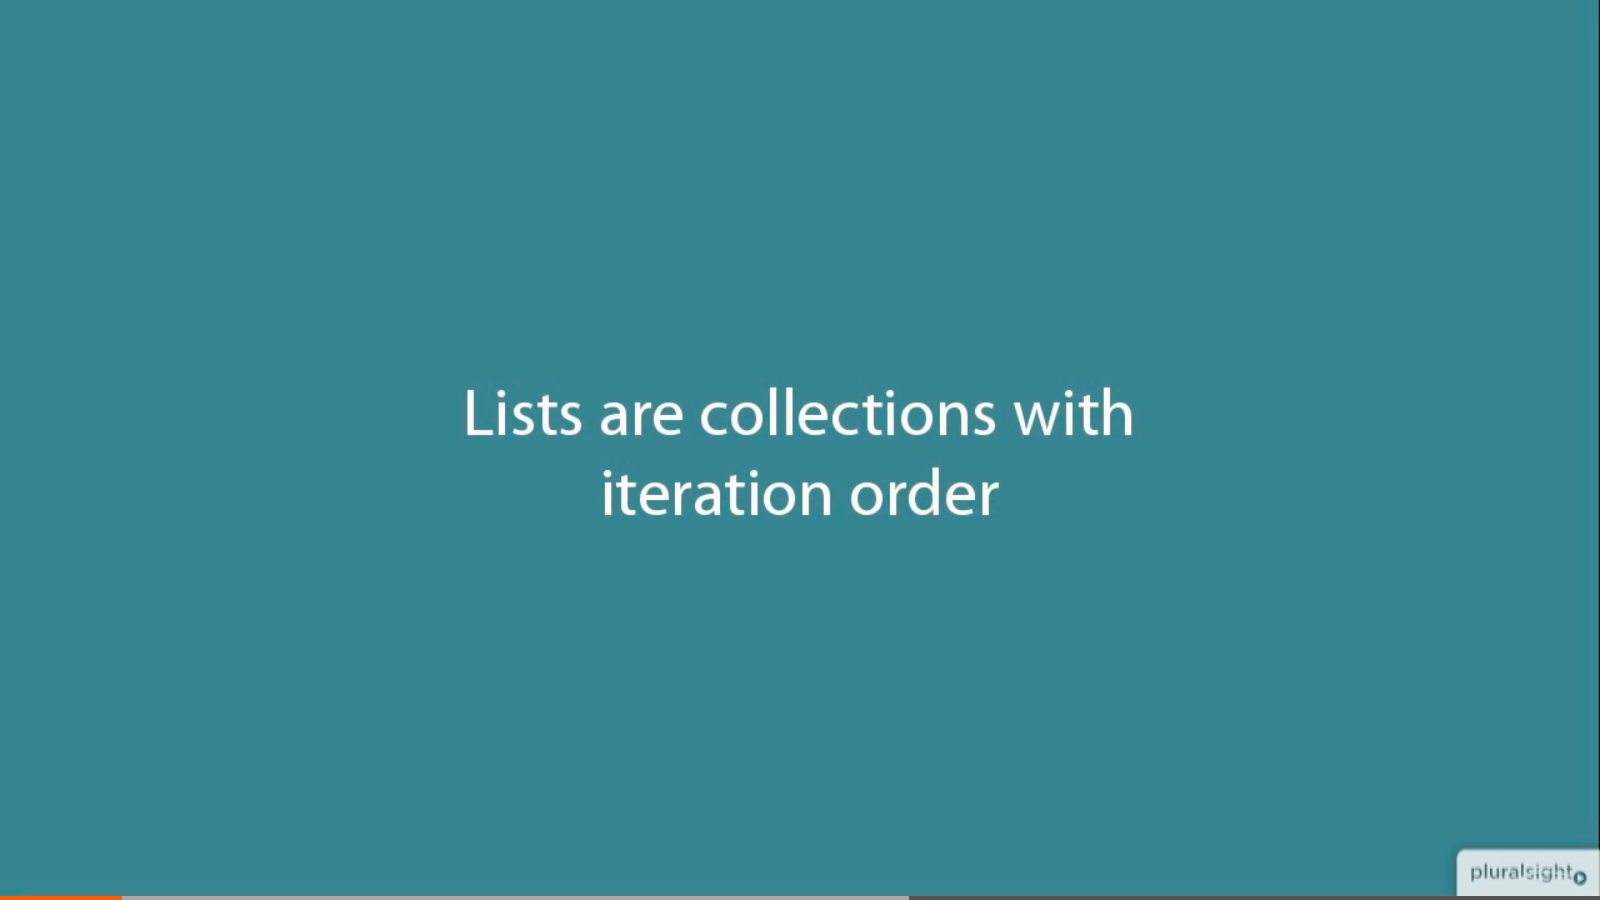 Lists are collections with
iteration order
pluralsight